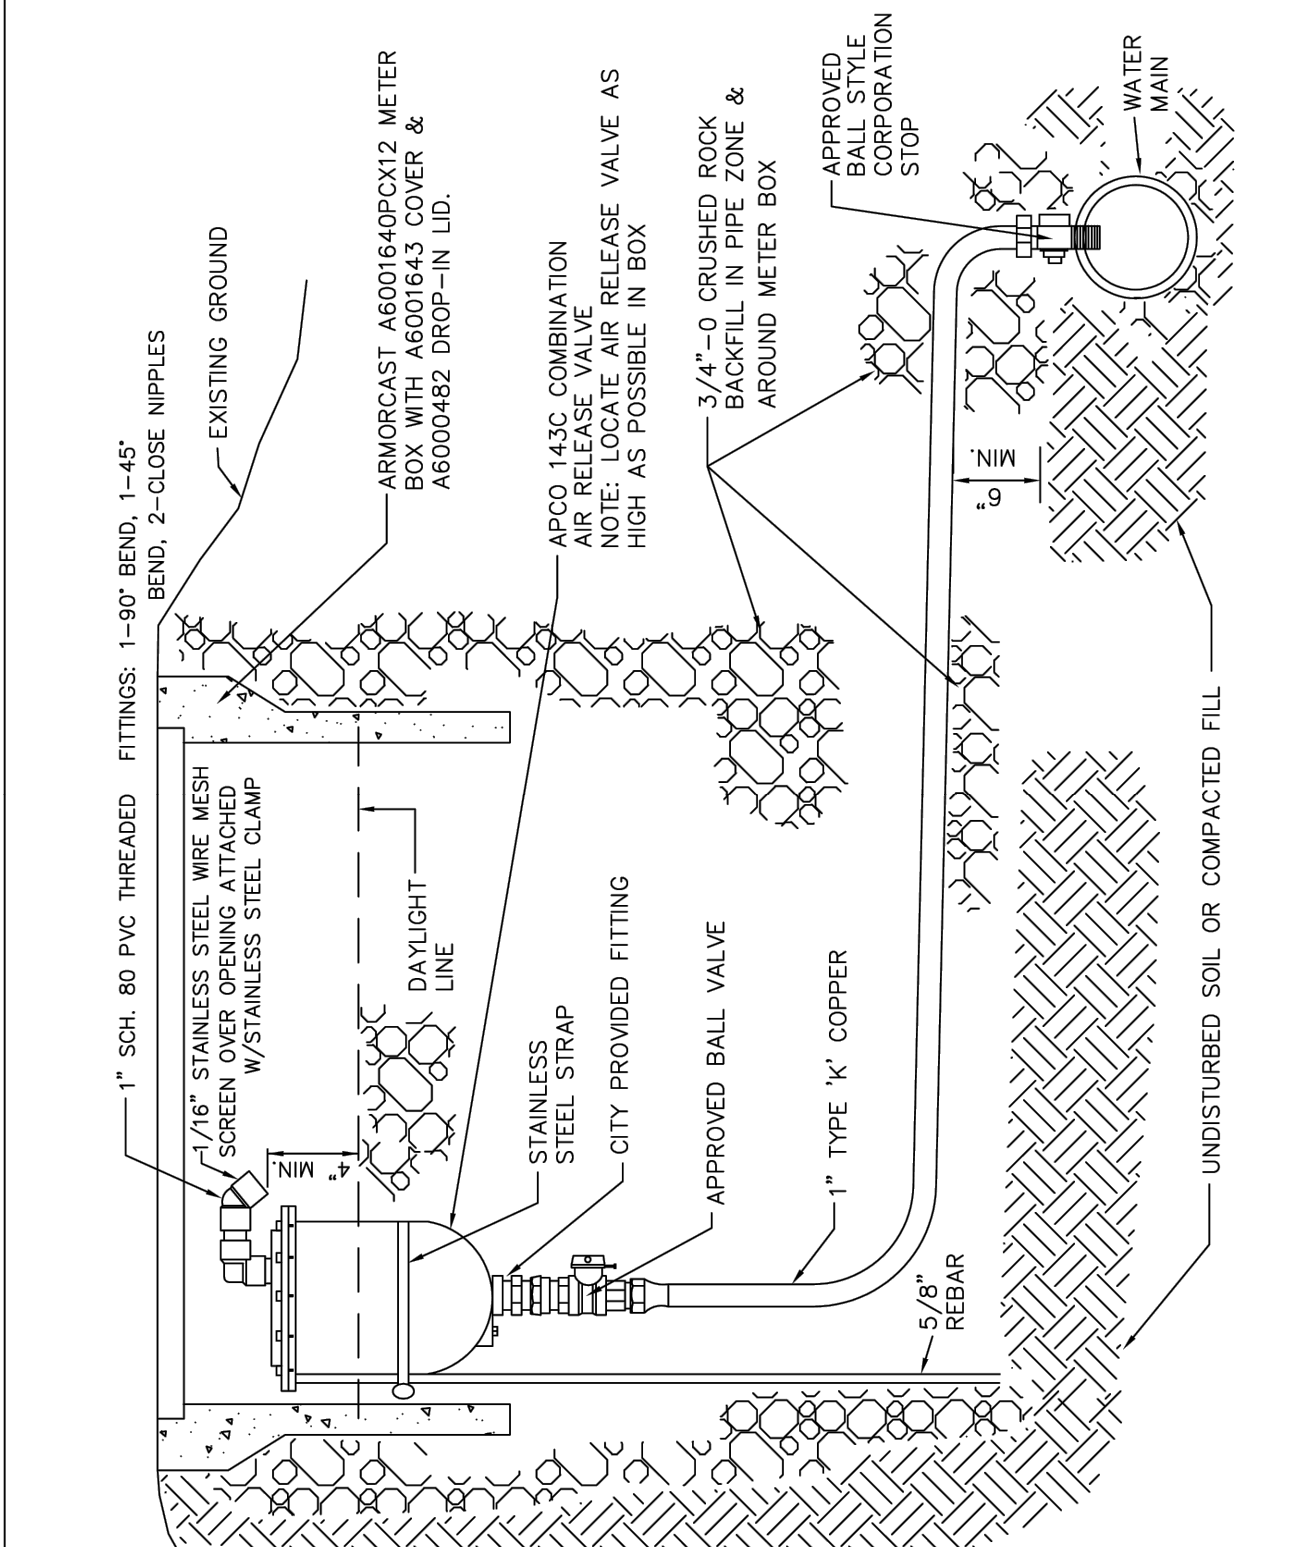 1" SCH. 80 PVC THREADED FITTINGS: 1-90° BEND, 1-45°
BEND, 2-CLOSE NIPPLES
1/16" STAINLESS STEEL WIRE MESH
SCREEN OVER OPENING ATTACHED
W/STAINLESS STEEL CLAMP
EXISTING GROUND
ARMORCAST A6001640PCX12 METER
BOX WITH A6001643 COVER &
A6000482 DROP-IN LID.
4"
MIN.
DAYLIGHT
LINE
APCO 143C COMBINATION
AIR RELEASE VALVE
NOTE: LOCATE AIR RELEASE VALVE AS
HIGH AS POSSIBLE IN BOX
STAINLESS
STEEL STRAP
CITY PROVIDED FITTING
APPROVED BALL VALVE
3/4"-0 CRUSHED ROCK
BACKFILL IN PIPE ZONE &
AROUND METER BOX
1" TYPE 'K' COPPER
APPROVED
BALL STYLE
CORPORATION
STOP
5/8"
REBAR
6"
MIN.
WATER
MAIN
UNDISTURBED SOIL OR COMPACTED FILL